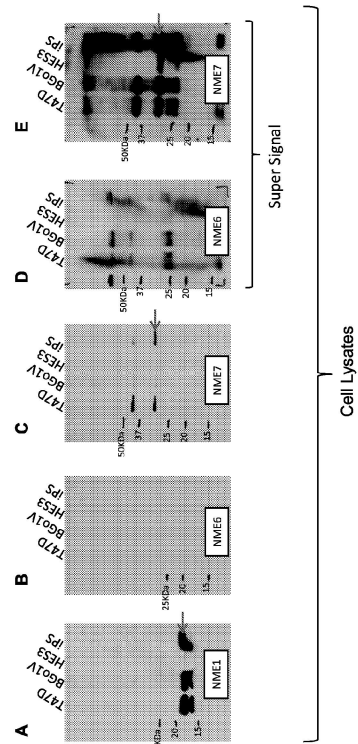 A
T47D
BGo1V
HES3
iPS
20
15
NME1
B
T47D
BGo1V
HES3
iPS
25KDa
20
15
NME6
C
T47D
BGo1V
HES3
iPS
50KDa
37
25
20
15
NME7
D
T47D
BGo1V
HES3
iPS
50KDa
37
25
20
15
NME6
E
T47D
BGo1V
HES3
iPS
50KDa
37
25
20
15
NME7
Super Signal
Cell Lysates